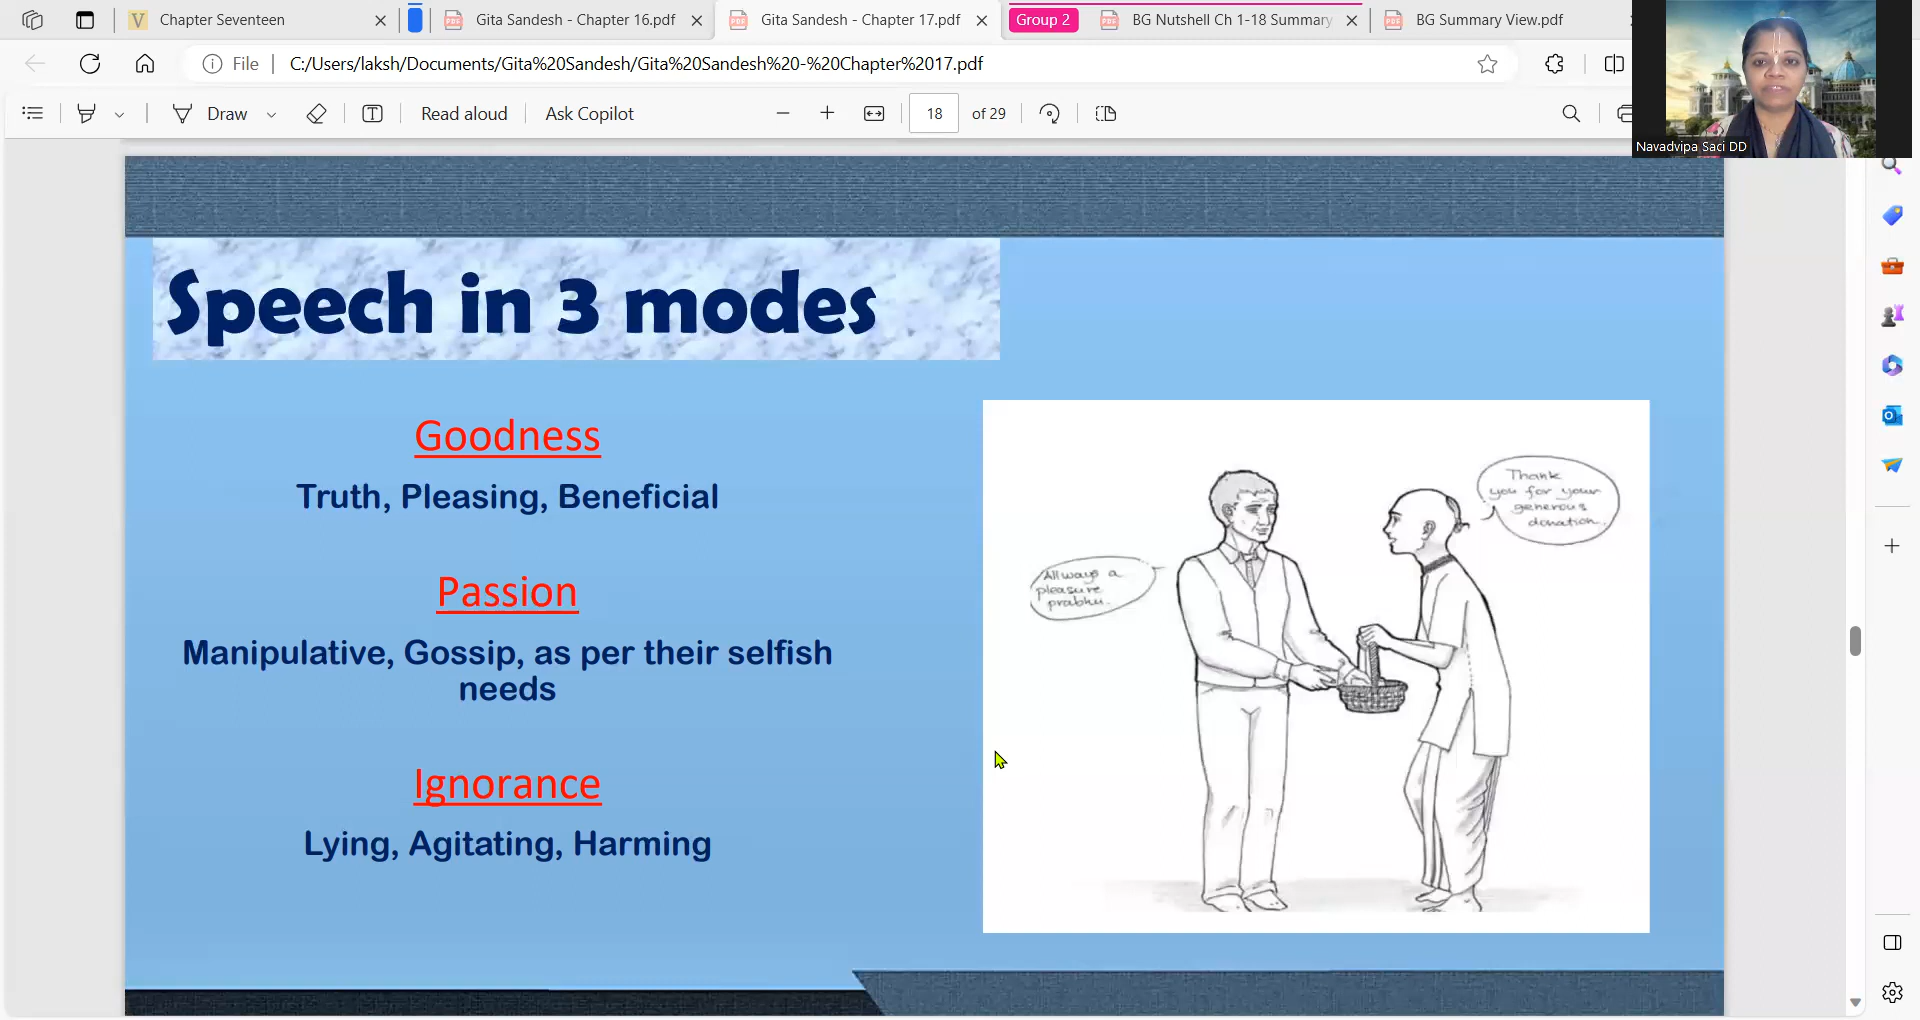 Chapter Seventeen
Gita Sandesh - Chapter 16.pdf
Gita Sandesh - Chapter 17.pdf
Group 2
BG Nutshell Ch 1-18 Summary
BG Summary View.pdf
File
C:/Users/laksh/Documents/Gita%20Sandesh/Gita%20Sandesh%20-%20Chapter%2017.pdf
Draw
Read aloud
Ask Copilot
18 of 29
Navadvipa Saci DD
Speech in 3 modes
Goodness
Truth, Pleasing, Beneficial
Passion
Manipulative, Gossip, as per their selfish
needs
Ignorance
Lying, Agitating, Harming
Thank
you for your
generous
donation.
Allways a
pleasure
prabhu.